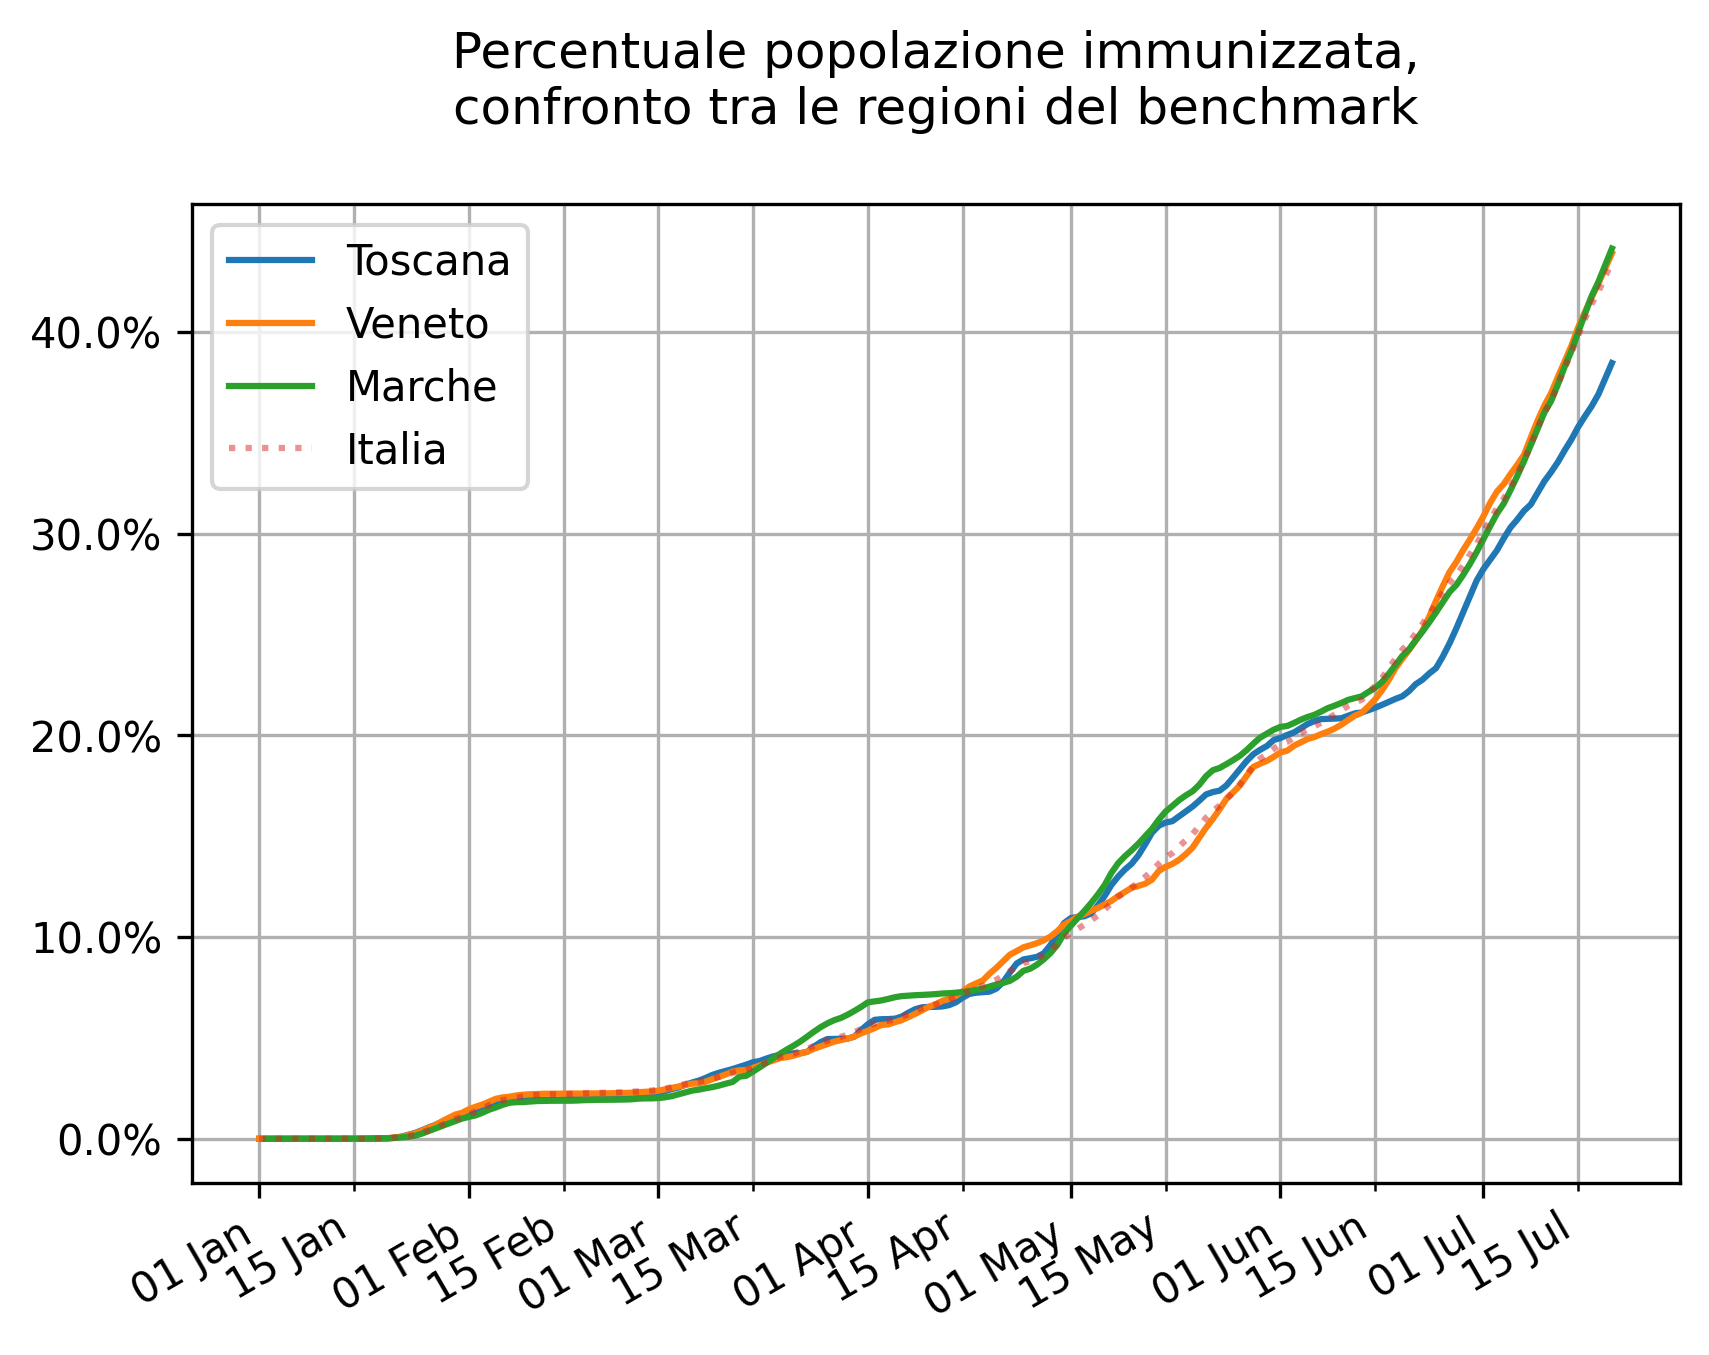 Percentuale popolazione immunizzata,
confronto tra le regioni del benchmark
Toscana
Veneto
Marche
Italia
40.0%
30.0%
20.0%
10.0%
0.0%
01 Jan
15 Jan
01 Feb
15 Feb
01 Mar
15 Mar
01 Apr
15 Apr
01 May
15 May
01 Jun
15 Jun
01 Jul
15 Jul